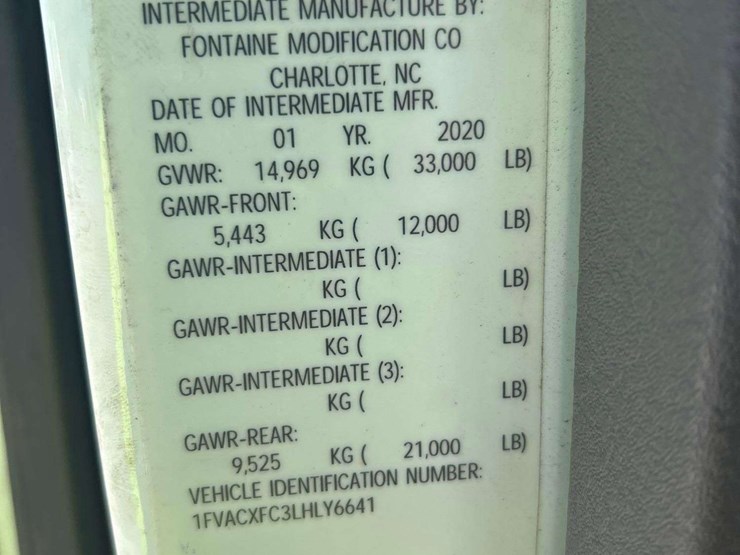 INTERMEDIATE MANUFACTURE BY:
FONTAINE MODIFICATION CO
CHARLOTTE, NC
DATE OF INTERMEDIATE MFR.
MO. 01 YR. 2020
GVWR: 14,969 KG ( 33,000 LB)
GAWR-FRONT:
5,443 KG ( 12,000 LB)
GAWR-INTERMEDIATE (1):
KG ( LB)
GAWR-INTERMEDIATE (2):
KG ( LB)
GAWR-INTERMEDIATE (3):
KG ( LB)
GAWR-REAR:
9,525 KG ( 21,000 LB)
VEHICLE IDENTIFICATION NUMBER:
1FVACXFC3LHLY6641